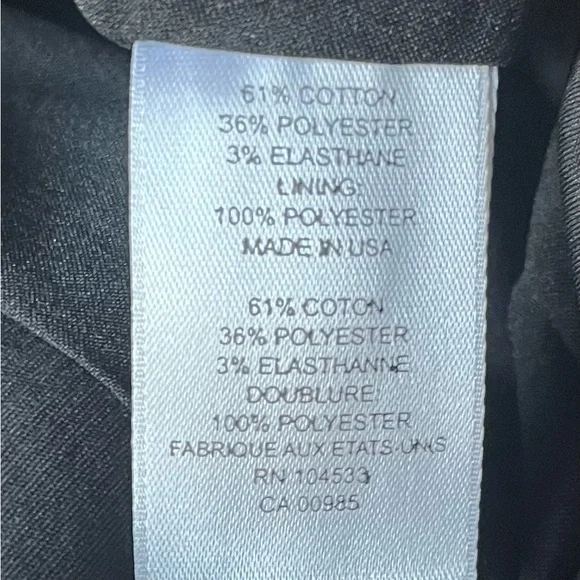 61% COTTON
36% POLYESTER
3% ELASTHANE
LINING:
100% POLYESTER
MADE IN USA
61% COTON
36% POLYESTER
3% ELASTHANNE
DOUBLURE:
100% POLYESTER
FABRIQUE AUX ETATS-UNIS
RN 104533
CA 00985